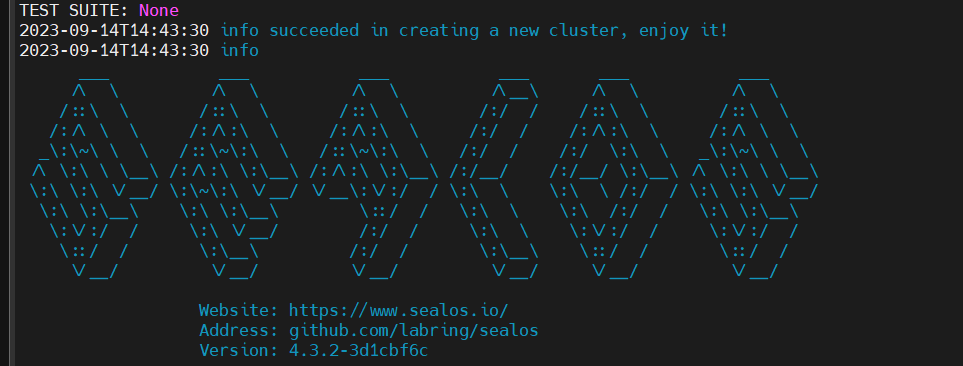 TEST SUITE: None
2023-09-14T14:43:30 info succeeded in creating a new cluster, enjoy it!
2023-09-14T14:43:30 info
SEALOS
Website: https://www.sealos.io/
Address: github.com/labring/sealos
Version: 4.3.2-3d1cbf6c